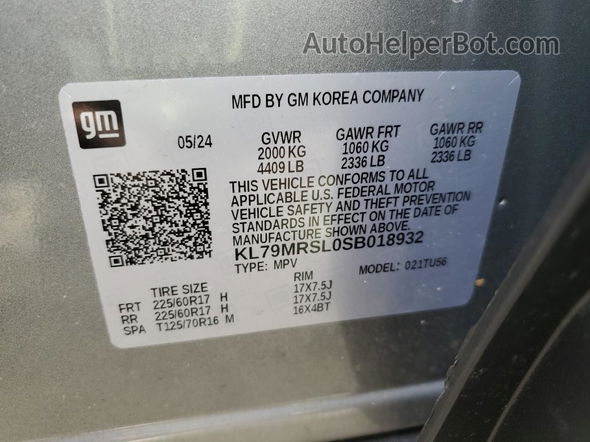 AutoHelperBot.com
gm
MFD BY GM KOREA COMPANY
05/24 GVWR GAWR FRT GAWR RR
2000 KG 1060 KG 1060 KG
4409 LB 2336 LB 2336 LB
THIS VEHICLE CONFORMS TO ALL
APPLICABLE U.S. FEDERAL MOTOR
VEHICLE SAFETY AND THEFT PREVENTION
STANDARDS IN EFFECT ON THE DATE OF
MANUFACTURE SHOWN ABOVE.
KL79MRSL0SB018932
TYPE: MPV MODEL: 021TU56
TIRE SIZE RIM
FRT 225/60R17 H 17X7.5J
RR 225/60R17 H 17X7.5J
SPA T125/70R16 M 16X4BT